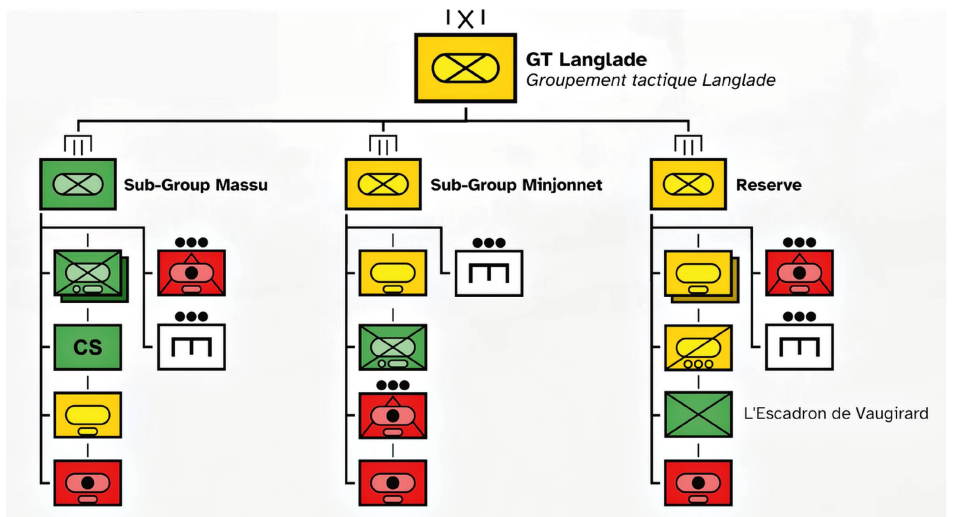 GT Langlade
Groupement tactique Langlade
Sub-Group Massu
Sub-Group Minjonnet
Reserve
CS
L'Escadron de Vaugirard